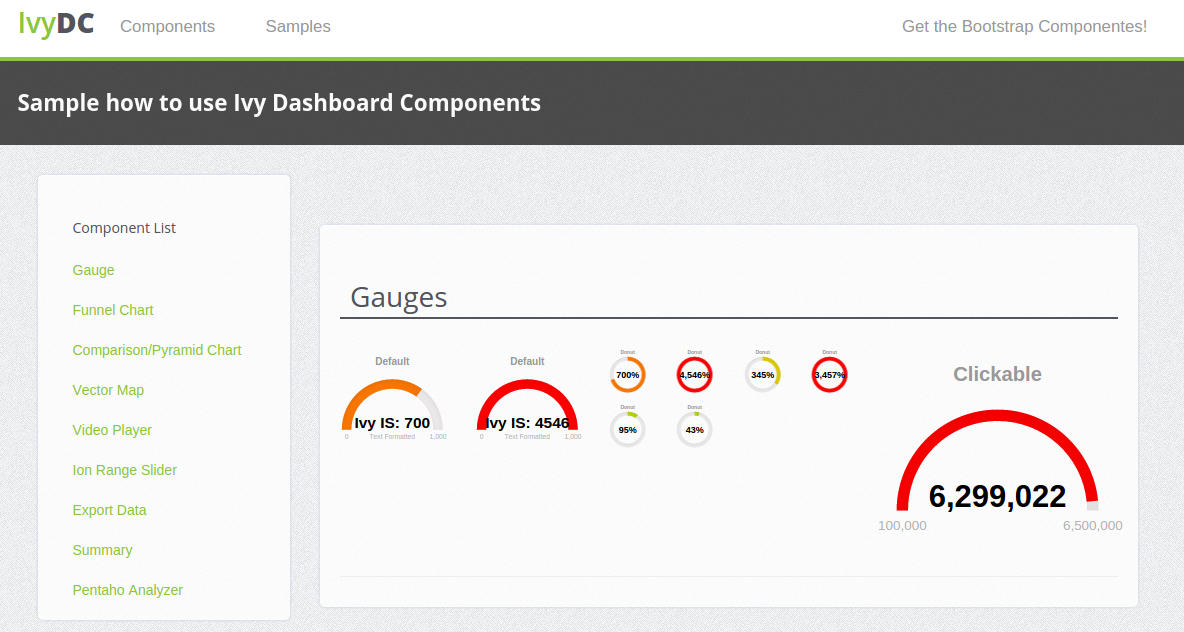 IvyDC Components Samples Get the Bootstrap Componentes!
Sample how to use Ivy Dashboard Components
Component List
Gauge
Funnel Chart
Comparison/Pyramid Chart
Vector Map
Video Player
Ion Range Slider
Export Data
Summary
Pentaho Analyzer
Gauges
Default
Ivy IS: 700
0 Text Formatted 1,000
Default
Ivy IS: 4546
0 Text Formatted 1,000
Donut
700%
Donut
4,546%
Donut
345%
Donut
3,457%
Donut
95%
Donut
43%
Clickable
6,299,022
100,000 6,500,000